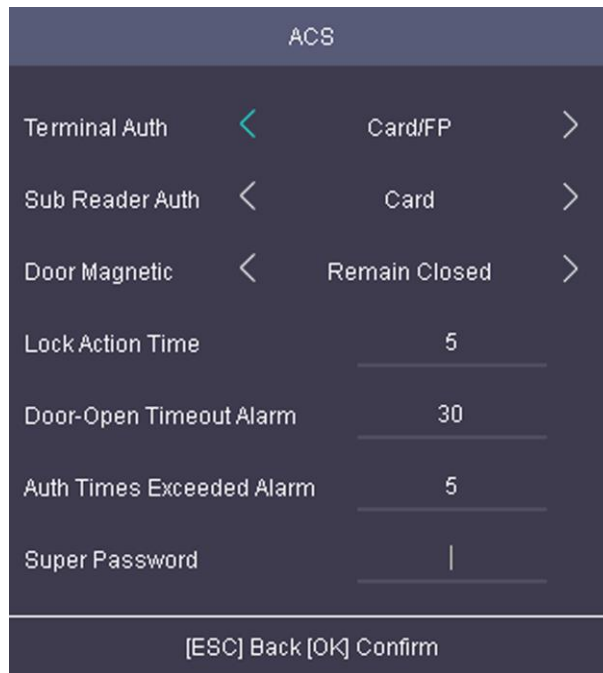 ACS
Terminal Auth < Card/FP >
Sub Reader Auth < Card >
Door Magnetic < Remain Closed >
Lock Action Time 5
Door-Open Timeout Alarm 30
Auth Times Exceeded Alarm 5
Super Password
[ESC] Back [OK] Confirm